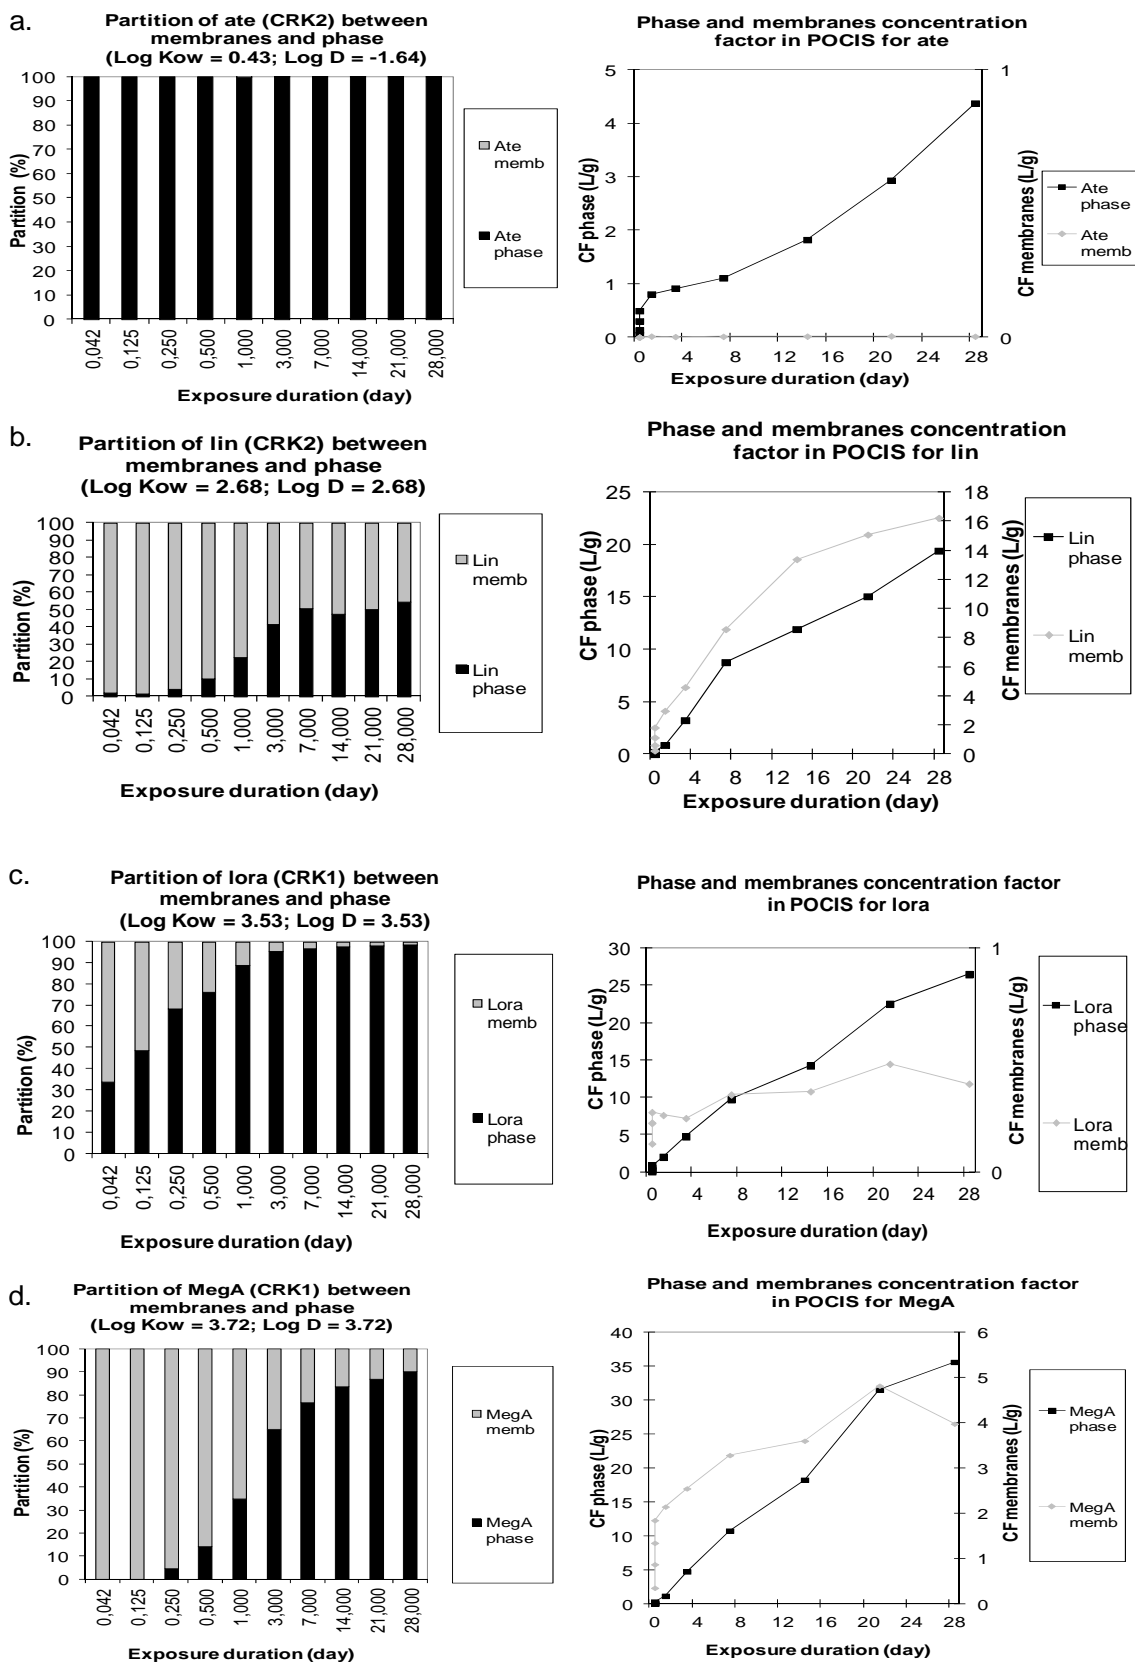 a.
Partition of ate (CRK2) between
membranes and phase
(Log Kow = 0.43; Log D = -1.64)
100
90
80
70
60
50
40
30
20
10
0
Partition (%)
0,042
0,125
0,250
0,500
1,000
3,000
7,000
14,000
21,000
28,000
Exposure duration (day)
Ate
memb
Ate
phase
Phase and membranes concentration
factor in POCIS for ate
5
4
3
2
1
0
CF phase (L/g)
1
0
CF membranes (L/g)
0
4
8
12
16
20
24
28
Exposure duration (day)
Ate
phase
Ate
memb
b.
Partition of lin (CRK2) between
membranes and phase
(Log Kow = 2.68; Log D = 2.68)
100
90
80
70
60
50
40
30
20
10
0
Partition (%)
0,042
0,125
0,250
0,500
1,000
3,000
7,000
14,000
21,000
28,000
Exposure duration (day)
Lin
memb
Lin
phase
Phase and membranes concentration
factor in POCIS for lin
25
20
15
10
5
0
CF phase (L/g)
18
16
14
12
10
8
6
4
2
0
CF membranes (L/g)
0
4
8
12
16
20
24
28
Exposure duration (day)
Lin
phase
Lin
memb
c.
Partition of lora (CRK1) between
membranes and phase
(Log Kow = 3.53; Log D = 3.53)
100
90
80
70
60
50
40
30
20
10
0
Partition (%)
0,042
0,125
0,250
0,500
1,000
3,000
7,000
14,000
21,000
28,000
Exposure duration (day)
Lora
memb
Lora
phase
Phase and membranes concentration factor
in POCIS for lora
30
25
20
15
10
5
0
CF phase (L/g)
1
0
CF membranes (L/g)
0
4
8
12
16
20
24
28
Exposure duration (day)
Lora
phase
Lora
memb
d.
Partition of MegA (CRK1) between
membranes and phase
(Log Kow = 3.72; Log D = 3.72)
100
90
80
70
60
50
40
30
20
10
0
Partition (%)
0,042
0,125
0,250
0,500
1,000
3,000
7,000
14,000
21,000
28,000
Exposure duration (day)
MegA
memb
MegA
phase
Phase and membranes concentration factor
in POCIS for MegA
40
35
30
25
20
15
10
5
0
CF phase (L/g)
6
5
4
3
2
1
0
CF membranes (L/g)
0
4
8
12
16
20
24
28
Exposure duration (day)
MegA
phase
MegA
memb